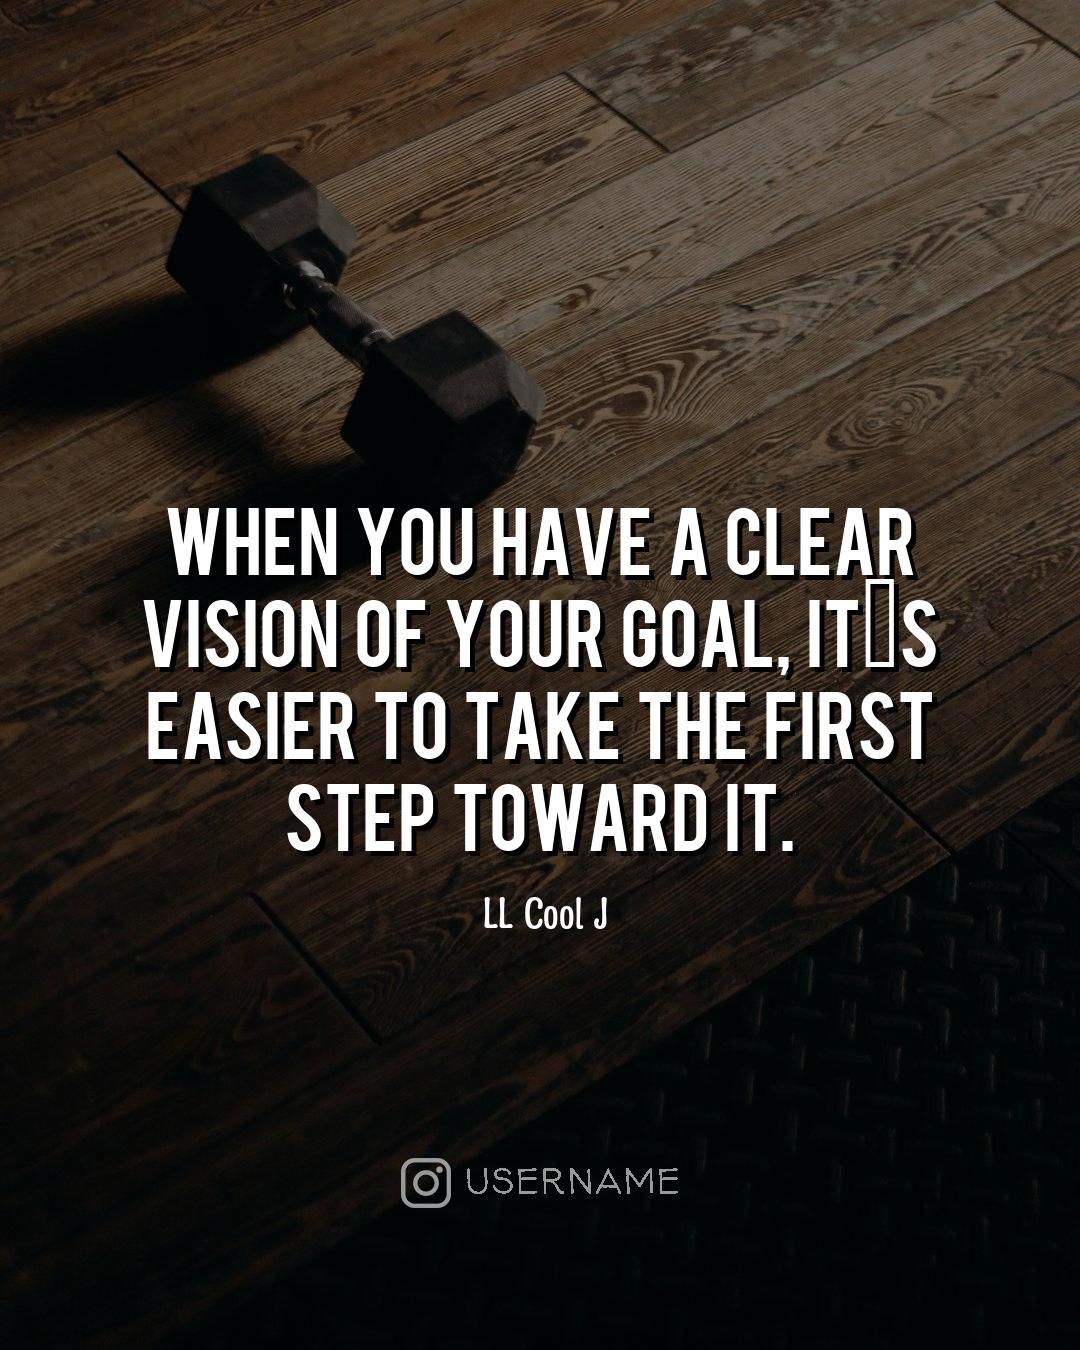 WHEN YOU HAVE A CLEAR
VISION OF YOUR GOAL, IT▯S
EASIER TO TAKE THE FIRST
STEP TOWARD IT.
LL Cool J
USERNAME